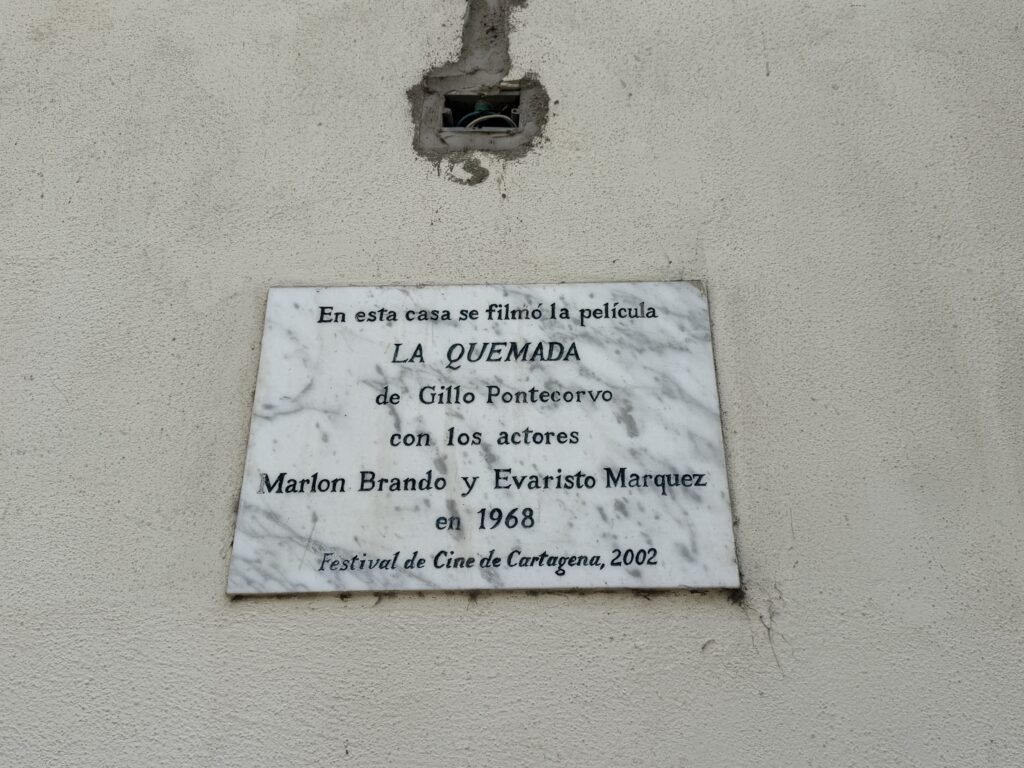 En esta casa se filmó la película
LA QUEMADA
de Gillo Pontecorvo
con los actores
Marlon Brando y Evaristo Marquez
en 1968
Festival de Cine de Cartagena, 2002